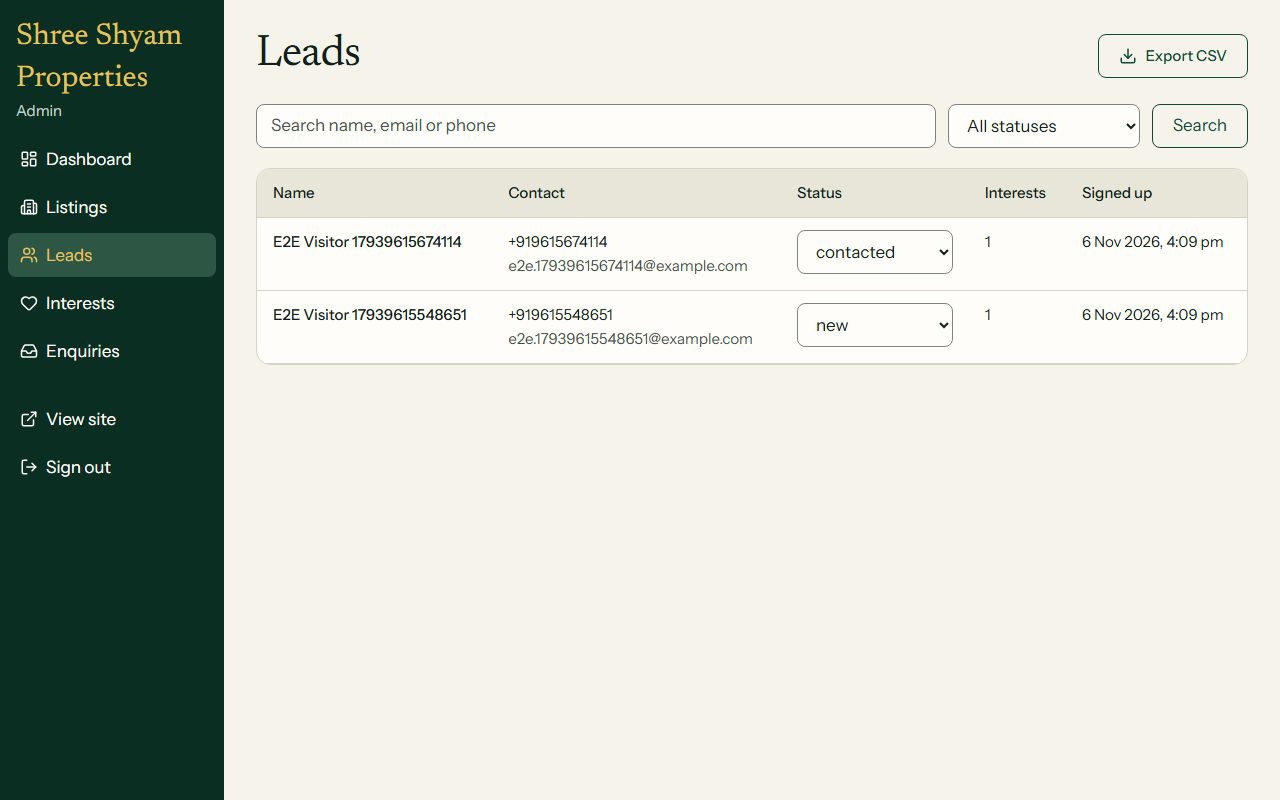 Shree Shyam
Properties
Admin
Dashboard
Listings
Leads
Interests
Enquiries
View site
Sign out
Leads
Export CSV
Search name, email or phone
All statuses
Search
Name Contact Status Interests Signed up
E2E Visitor 17939615674114 +919615674114 contacted 1 6 Nov 2026, 4:09 pm
e2e.17939615674114@example.com
E2E Visitor 17939615548651 +919615548651 new 1 6 Nov 2026, 4:09 pm
e2e.17939615548651@example.com